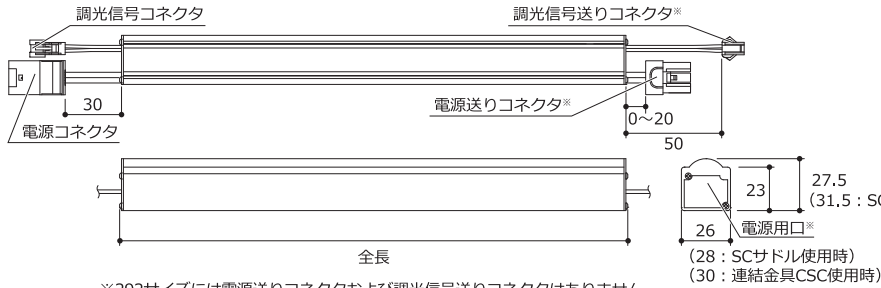 調光信号コネクタ
調光信号送りコネクタ※
30
電源送りコネクタ※
0～20
電源コネクタ
50
23
27.5
（31.5：SC
26
電源用口※
全長
（28：SCサドル使用時）
（30：連結金具CSC使用時）